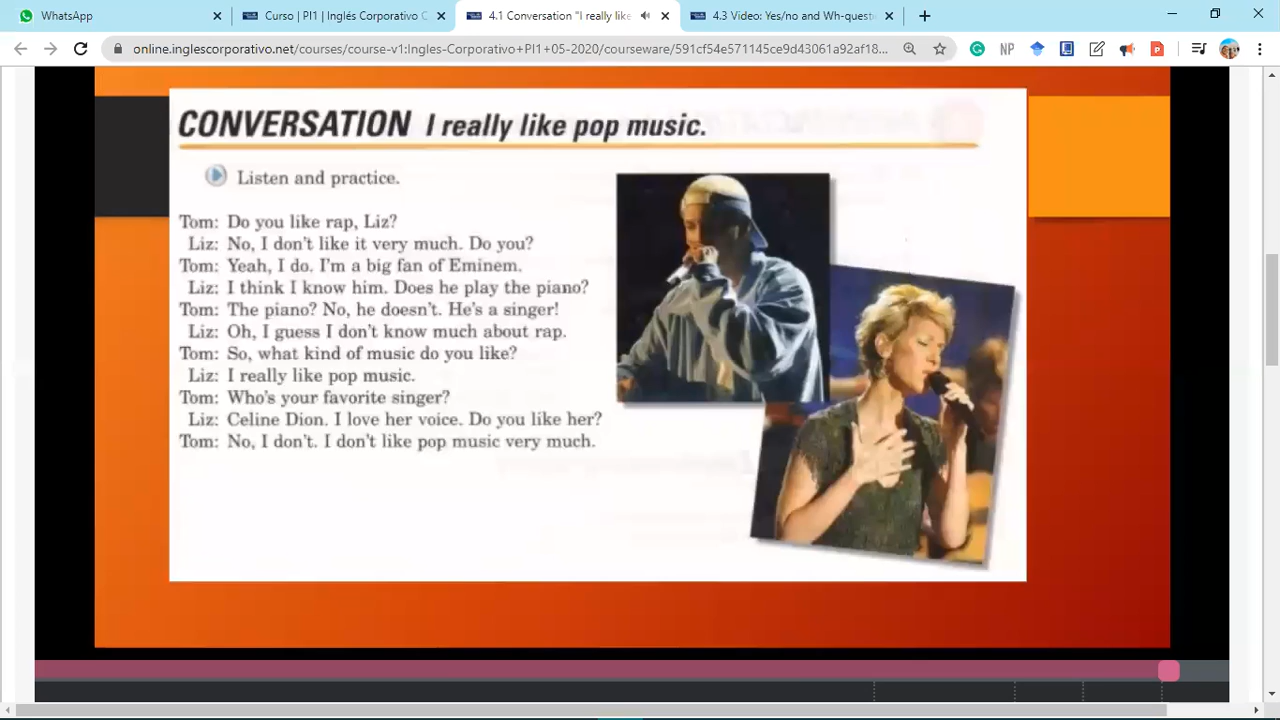 WhatsApp
Curso | PI1 | Inglés Corporativo C
4.1 Conversation "I really like
4.3 Video: Yes/no and Wh-quest
online.inglescorporativo.net/courses/course-v1:Ingles-Corporativo+PI1+05-2020/courseware/591cf54e571145ce9d43061a92af18...
NP
CONVERSATION I really like pop music.
Listen and practice.
Tom: Do you like rap, Liz?
Liz: No, I don't like it very much. Do you?
Tom: Yeah, I do. I'm a big fan of Eminem.
Liz: I think I know him. Does he play the piano?
Tom: The piano? No, he doesn't. He's a singer!
Liz: Oh, I guess I don't know much about rap.
Tom: So, what kind of music do you like?
Liz: I really like pop music.
Tom: Who's your favorite singer?
Liz: Celine Dion. I love her voice. Do you like her?
Tom: No, I don't. I don't like pop music very much.